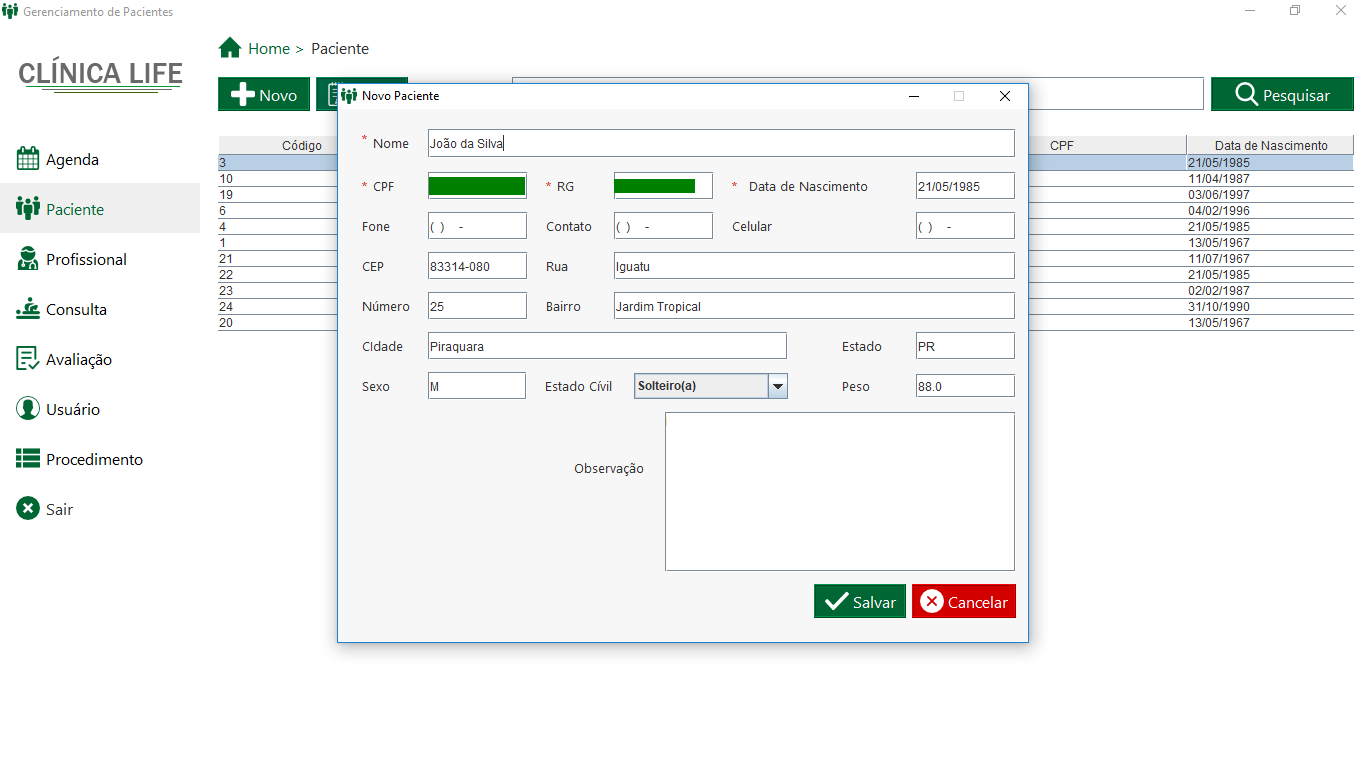 Gerenciamento de Pacientes
CLÍNICA LIFE
Home > Paciente
Novo
Pesquisar
Agenda
Paciente
Profissional
Consulta
Avaliação
Usuário
Procedimento
Sair
Código CPF Data de Nascimento
3 21/05/1985
10 11/04/1987
19 03/06/1997
6 04/02/1996
4 21/05/1985
1 13/05/1967
21 11/07/1967
22 21/05/1985
23 02/02/1987
24 31/10/1990
20 13/05/1967
Novo Paciente
* Nome João da Silva
* CPF * RG * Data de Nascimento 21/05/1985
Fone ( ) - Contato ( ) - Celular ( ) -
CEP 83314-080 Rua Iguatu
Número 25 Bairro Jardim Tropical
CIdade Piraquara Estado PR
Sexo M Estado Cívil Solteiro(a) Peso 88.0
Observação
Salvar Cancelar